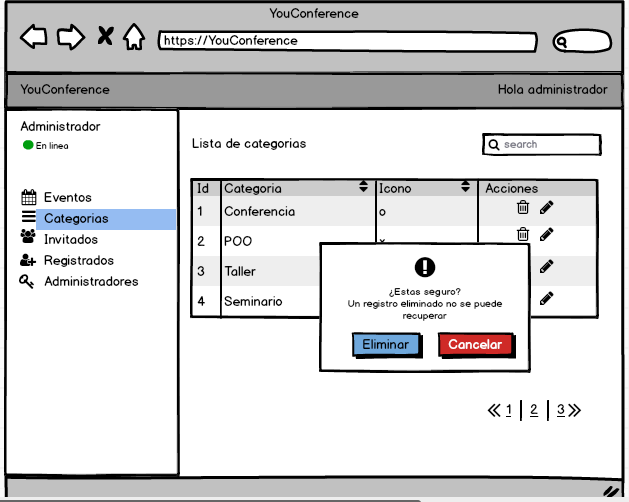 YouConference
https://YouConference
YouConference
Hola administrador
Administrador
En linea
Eventos
Categorias
Invitados
Registrados
Administradores
Lista de categorias
search
Id Categoria Icono Acciones
1 Conferencia o
2 POO
3 Taller
4 Seminario
¿Estas seguro?
Un registro eliminado no se puede
recuperar
Eliminar Cancelar
1 2 3